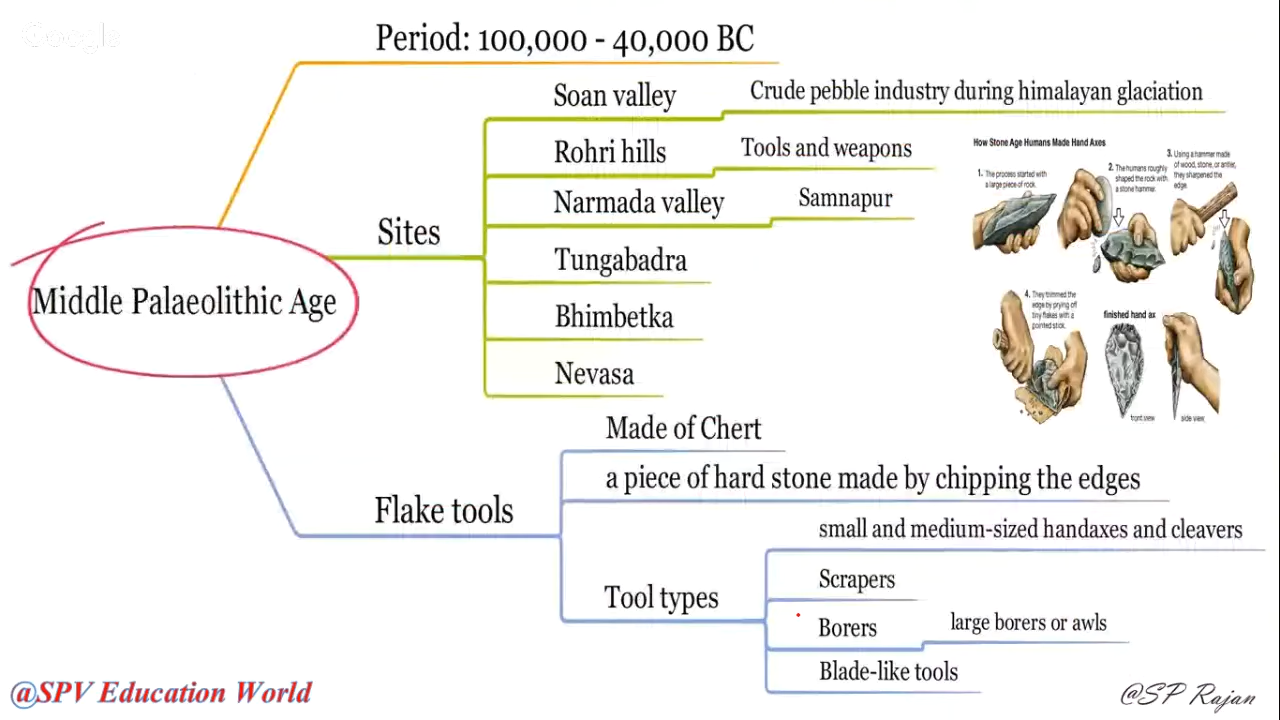 Google
Period: 100,000 - 40,000 BC
Soan valley
Crude pebble industry during himalayan glaciation
Rohri hills
Tools and weapons
Narmada valley
Samnapur
Sites
Tungabadra
Bhimbetka
Nevasa
Middle Palaeolithic Age
How Stone Age Humans Made Hand Axes
1. The process started with
a large piece of rock.
2. The humans roughly
shaped the rock with
a stone hammer.
3. Using a hammer made
of wood, stone, or antler,
they sharpened the
edge.
4. They trimmed the
edge by prying off
tiny flakes with a
pointed stick.
finished hand ax
front view
side view
Made of Chert
a piece of hard stone made by chipping the edges
Flake tools
small and medium-sized handaxes and cleavers
Scrapers
Tool types
Borers
large borers or awls
Blade-like tools
@SPV Education World
@SP Rajan